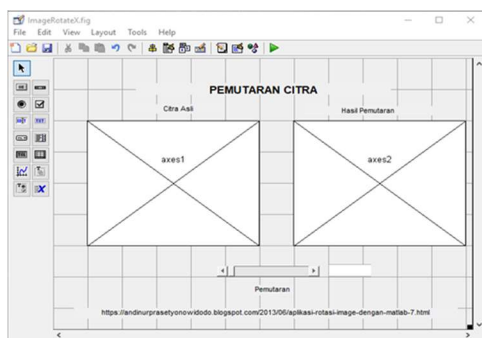 ImageRotateX.fig
File Edit View Layout Tools Help
PEMUTARAN CITRA
Citra Asli
Hasil Pemutaran
axes1
axes2
Pemutaran
https://andinurprasetyonowidodo.blogspot.com/2013/06/aplikasi-rotasi-image-dengan-matlab-7.html